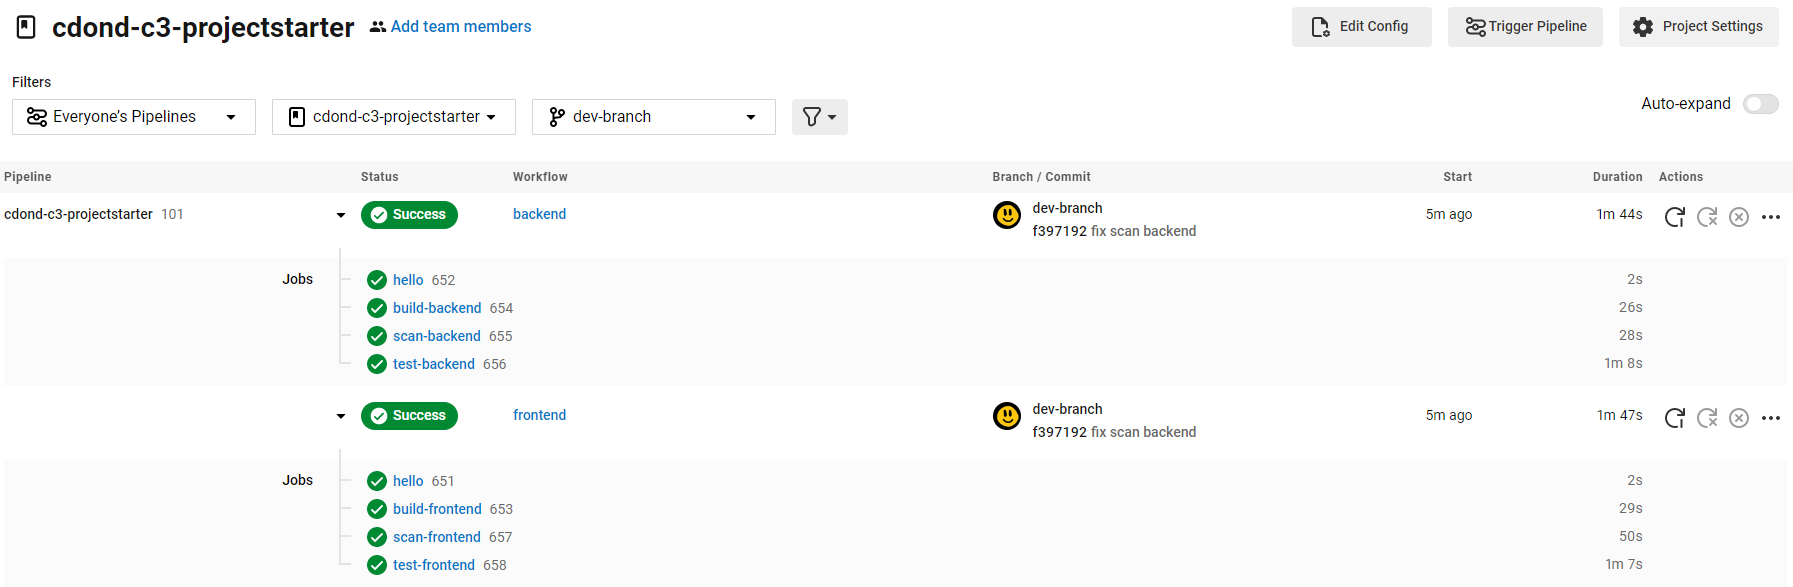 cdond-c3-projectstarter Add team members Edit Config Trigger Pipeline Project Settings
Filters
Everyone's Pipelines cdond-c3-projectstarter dev-branch Auto-expand
Pipeline Status Workflow Branch / Commit Start Duration Actions
cdond-c3-projectstarter 101 Success backend dev-branch 5m ago 1m 44s
f397192 fix scan backend
Jobs hello 652 2s
build-backend 654 26s
scan-backend 655 28s
test-backend 656 1m 8s
Success frontend dev-branch 5m ago 1m 47s
f397192 fix scan backend
Jobs hello 651 2s
build-frontend 653 29s
scan-frontend 657 50s
test-frontend 658 1m 7s